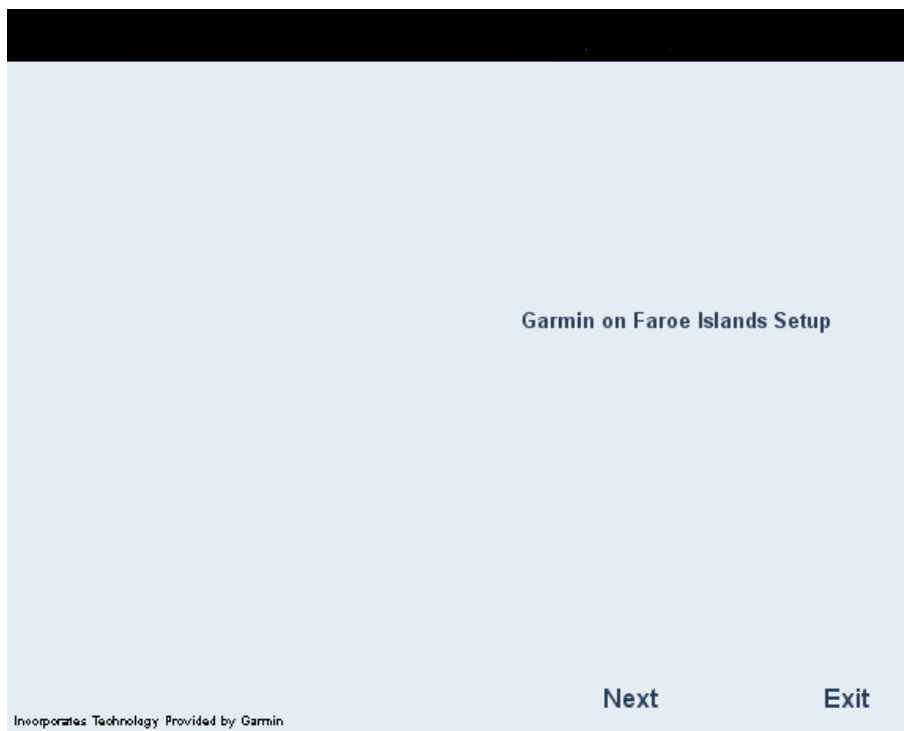 Garmin on Faroe Islands Setup
Next
Exit
Incorporates Technology Provided by Garmin